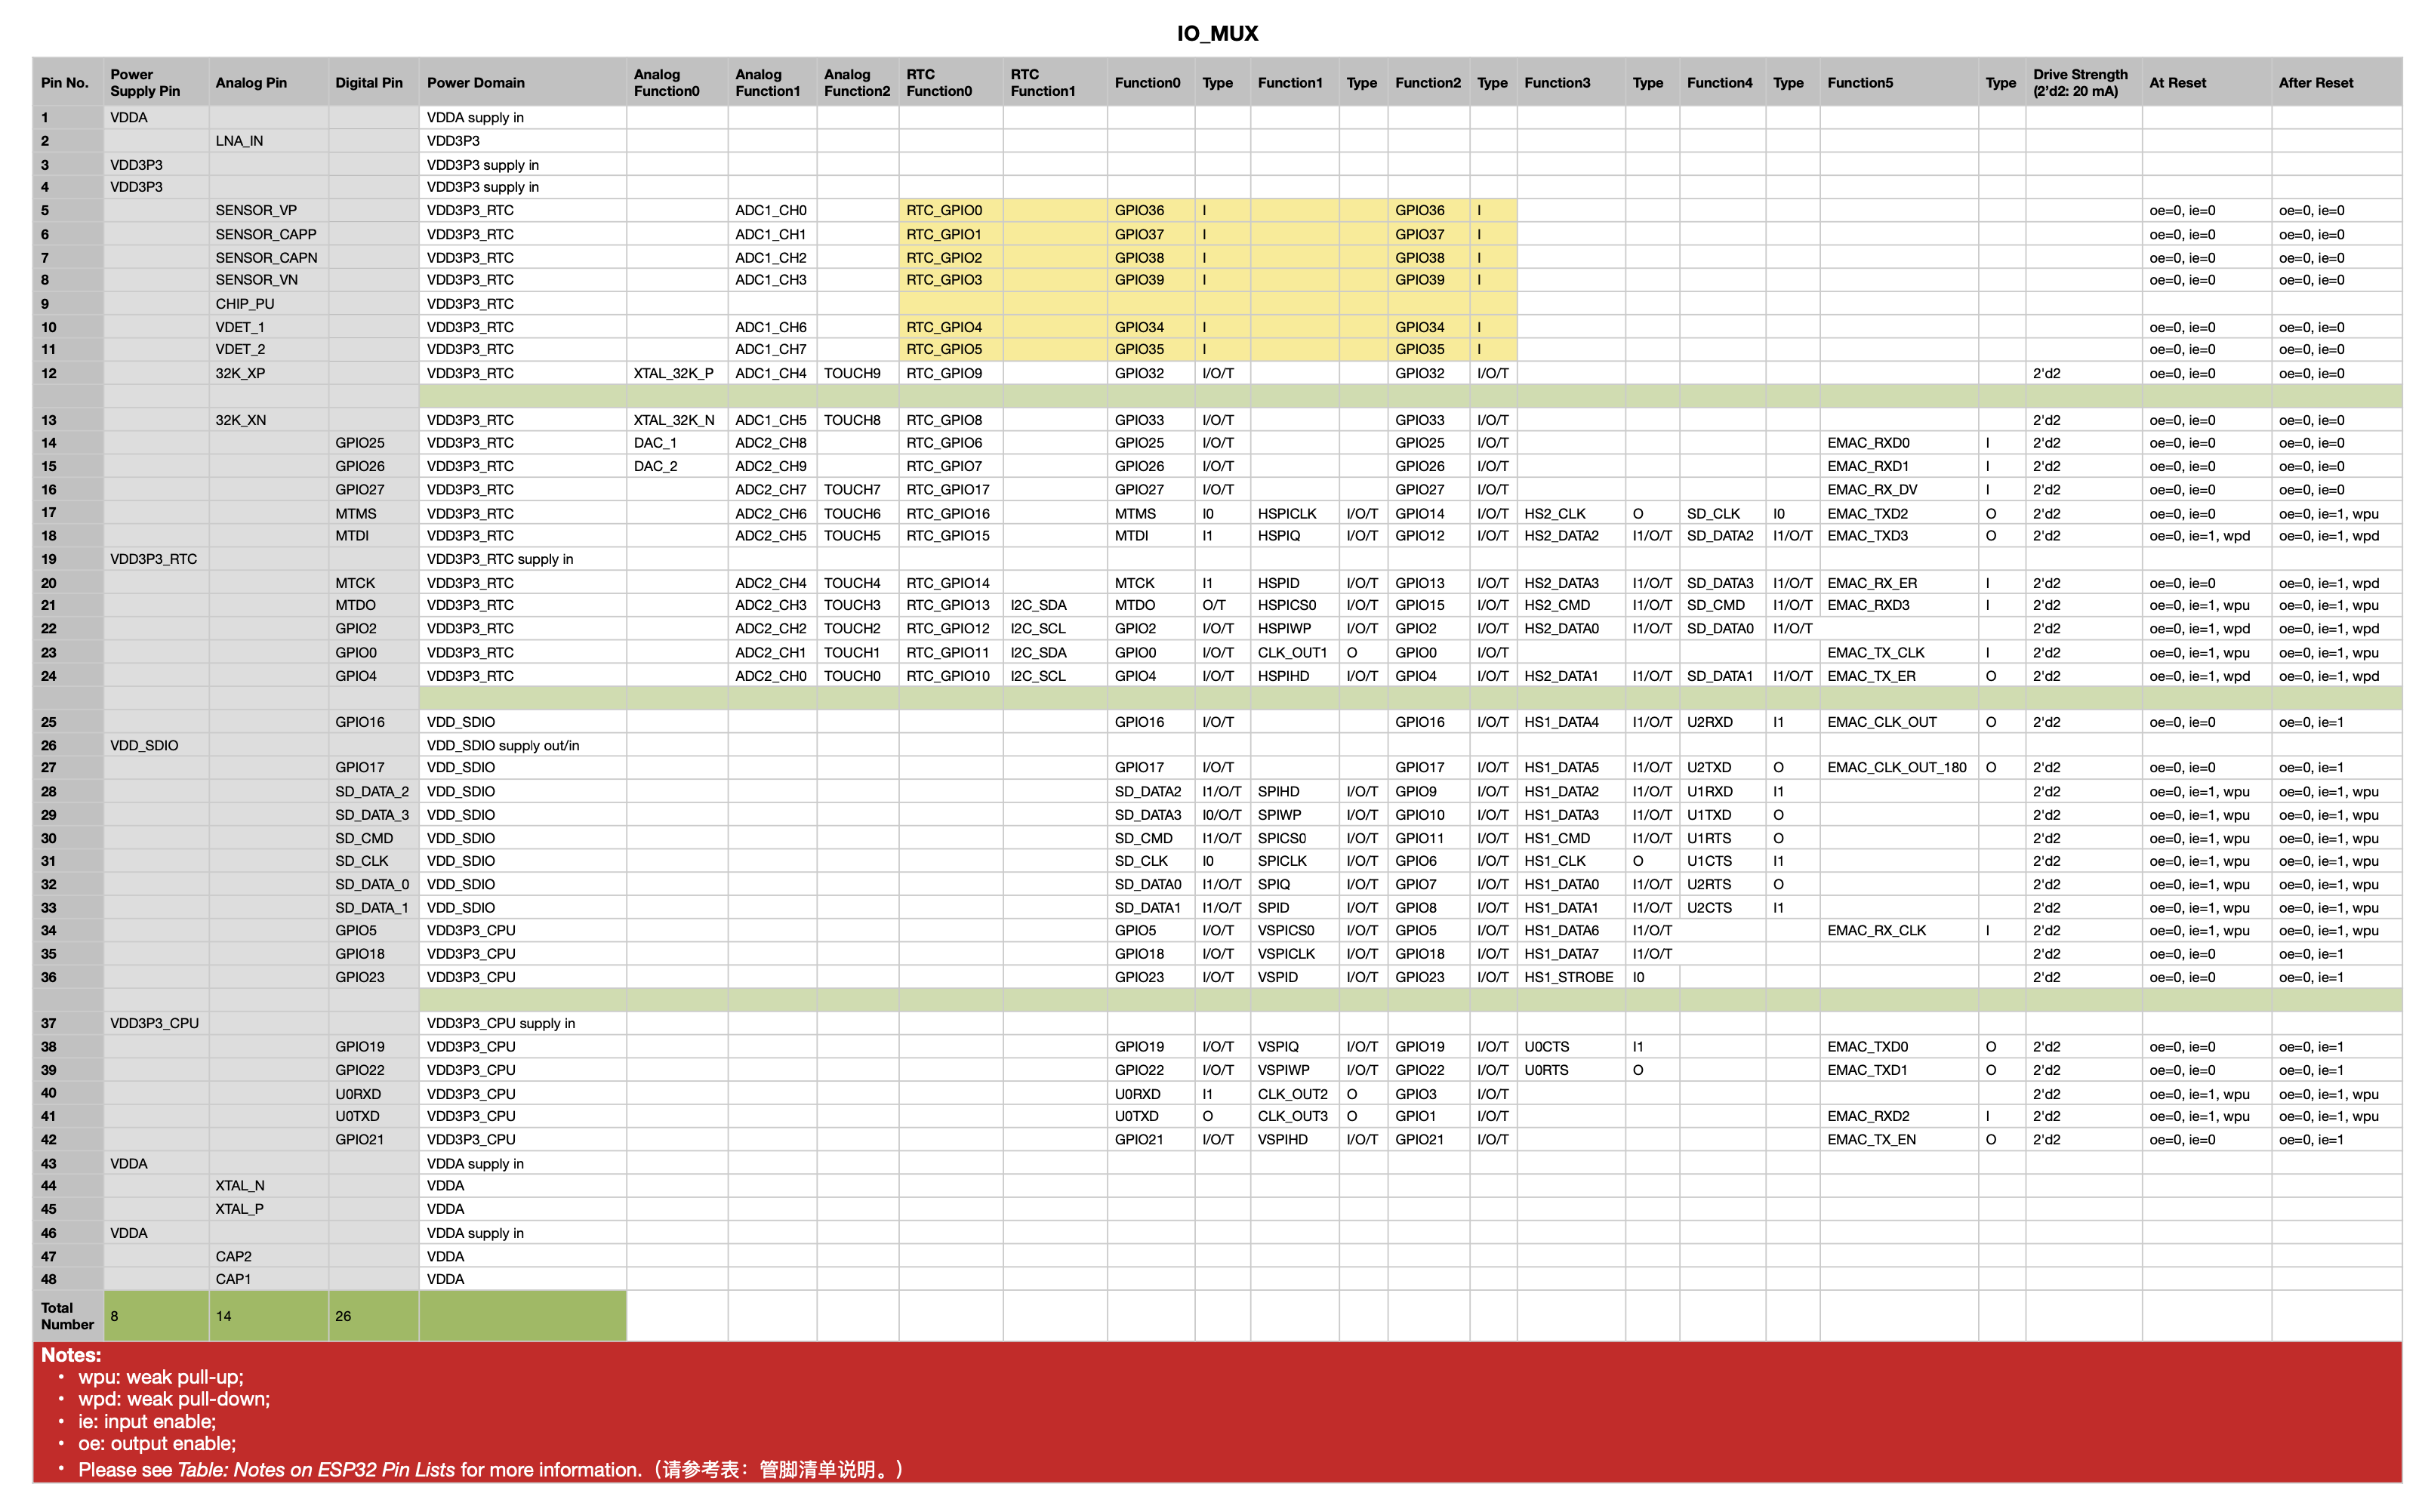 IO_MUX
Pin No. Power Supply Pin Analog Pin Digital Pin Power Domain Analog Function0 Analog Function1 Analog Function2 RTC Function0 RTC Function1 Function0 Type Function1 Type Function2 Type Function3 Type Function4 Type Function5 Type Drive Strength (2’d2: 20 mA) At Reset After Reset
1 VDDA VDDA supply in
2 LNA_IN VDD3P3
3 VDD3P3 VDD3P3 supply in
4 VDD3P3 VDD3P3 supply in
5 SENSOR_VP VDD3P3_RTC ADC1_CH0 RTC_GPIO0 GPIO36 I GPIO36 I oe=0, ie=0 oe=0, ie=0
6 SENSOR_CAPP VDD3P3_RTC ADC1_CH1 RTC_GPIO1 GPIO37 I GPIO37 I oe=0, ie=0 oe=0, ie=0
7 SENSOR_CAPN VDD3P3_RTC ADC1_CH2 RTC_GPIO2 GPIO38 I GPIO38 I oe=0, ie=0 oe=0, ie=0
8 SENSOR_VN VDD3P3_RTC ADC1_CH3 RTC_GPIO3 GPIO39 I GPIO39 I oe=0, ie=0 oe=0, ie=0
9 CHIP_PU VDD3P3_RTC
10 VDET_1 VDD3P3_RTC ADC1_CH6 RTC_GPIO4 GPIO34 I GPIO34 I oe=0, ie=0 oe=0, ie=0
11 VDET_2 VDD3P3_RTC ADC1_CH7 RTC_GPIO5 GPIO35 I GPIO35 I oe=0, ie=0 oe=0, ie=0
12 32K_XP VDD3P3_RTC XTAL_32K_P ADC1_CH4 TOUCH9 RTC_GPIO9 GPIO32 I/O/T GPIO32 I/O/T 2'd2 oe=0, ie=0 oe=0, ie=0
13 32K_XN VDD3P3_RTC XTAL_32K_N ADC1_CH5 TOUCH8 RTC_GPIO8 GPIO33 I/O/T GPIO33 I/O/T 2'd2 oe=0, ie=0 oe=0, ie=0
14 GPIO25 VDD3P3_RTC DAC_1 ADC2_CH8 RTC_GPIO6 GPIO25 I/O/T GPIO25 I/O/T EMAC_RXD0 I 2'd2 oe=0, ie=0 oe=0, ie=0
15 GPIO26 VDD3P3_RTC DAC_2 ADC2_CH9 RTC_GPIO7 GPIO26 I/O/T GPIO26 I/O/T EMAC_RXD1 I 2'd2 oe=0, ie=0 oe=0, ie=0
16 GPIO27 VDD3P3_RTC ADC2_CH7 TOUCH7 RTC_GPIO17 GPIO27 I/O/T GPIO27 I/O/T EMAC_RX_DV I 2'd2 oe=0, ie=0 oe=0, ie=0
17 MTMS VDD3P3_RTC ADC2_CH6 TOUCH6 RTC_GPIO16 MTMS I0 HSPICLK I/O/T GPIO14 I/O/T HS2_CLK O SD_CLK I0 EMAC_TXD2 O 2'd2 oe=0, ie=0 oe=0, ie=1, wpu
18 MTDI VDD3P3_RTC ADC2_CH5 TOUCH5 RTC_GPIO15 MTDI I1 HSPIQ I/O/T GPIO12 I/O/T HS2_DATA2 I1/O/T SD_DATA2 I1/O/T EMAC_TXD3 O 2'd2 oe=0, ie=1, wpd oe=0, ie=1, wpd
19 VDD3P3_RTC VDD3P3_RTC supply in
20 MTCK VDD3P3_RTC ADC2_CH4 TOUCH4 RTC_GPIO14 MTCK I1 HSPID I/O/T GPIO13 I/O/T HS2_DATA3 I1/O/T SD_DATA3 I1/O/T EMAC_RX_ER I 2'd2 oe=0, ie=0 oe=0, ie=1, wpd
21 MTDO VDD3P3_RTC ADC2_CH3 TOUCH3 RTC_GPIO13 I2C_SDA MTDO O/T HSPICS0 I/O/T GPIO15 I/O/T HS2_CMD I1/O/T SD_CMD I1/O/T EMAC_RXD3 I 2'd2 oe=0, ie=1, wpu oe=0, ie=1, wpu
22 GPIO2 VDD3P3_RTC ADC2_CH2 TOUCH2 RTC_GPIO12 I2C_SCL GPIO2 I/O/T HSPIWP I/O/T GPIO2 I/O/T HS2_DATA0 I1/O/T SD_DATA0 I1/O/T 2'd2 oe=0, ie=1, wpd oe=0, ie=1, wpd
23 GPIO0 VDD3P3_RTC ADC2_CH1 TOUCH1 RTC_GPIO11 I2C_SDA GPIO0 I/O/T CLK_OUT1 O GPIO0 I/O/T EMAC_TX_CLK I 2'd2 oe=0, ie=1, wpu oe=0, ie=1, wpu
24 GPIO4 VDD3P3_RTC ADC2_CH0 TOUCH0 RTC_GPIO10 I2C_SCL GPIO4 I/O/T HSPIHD I/O/T GPIO4 I/O/T HS2_DATA1 I1/O/T SD_DATA1 I1/O/T EMAC_TX_ER O 2'd2 oe=0, ie=1, wpd oe=0, ie=1, wpd
25 GPIO16 VDD_SDIO GPIO16 I/O/T GPIO16 I/O/T HS1_DATA4 I1/O/T U2RXD I1 EMAC_CLK_OUT O 2'd2 oe=0, ie=0 oe=0, ie=1
26 VDD_SDIO VDD_SDIO supply out/in
27 GPIO17 VDD_SDIO GPIO17 I/O/T GPIO17 I/O/T HS1_DATA5 I1/O/T U2TXD O EMAC_CLK_OUT_180 O 2'd2 oe=0, ie=0 oe=0, ie=1
28 SD_DATA_2 VDD_SDIO SD_DATA2 I1/O/T SPIHD I/O/T GPIO9 I/O/T HS1_DATA2 I1/O/T U1RXD I1 2'd2 oe=0, ie=1, wpu oe=0, ie=1, wpu
29 SD_DATA_3 VDD_SDIO SD_DATA3 I0/O/T SPIWP I/O/T GPIO10 I/O/T HS1_DATA3 I1/O/T U1TXD O 2'd2 oe=0, ie=1, wpu oe=0, ie=1, wpu
30 SD_CMD VDD_SDIO SD_CMD I1/O/T SPICS0 I/O/T GPIO11 I/O/T HS1_CMD I1/O/T U1RTS O 2'd2 oe=0, ie=1, wpu oe=0, ie=1, wpu
31 SD_CLK VDD_SDIO SD_CLK I0 SPICLK I/O/T GPIO6 I/O/T HS1_CLK O U1CTS I1 2'd2 oe=0, ie=1, wpu oe=0, ie=1, wpu
32 SD_DATA_0 VDD_SDIO SD_DATA0 I1/O/T SPIQ I/O/T GPIO7 I/O/T HS1_DATA0 I1/O/T U2RTS O 2'd2 oe=0, ie=1, wpu oe=0, ie=1, wpu
33 SD_DATA_1 VDD_SDIO SD_DATA1 I1/O/T SPID I/O/T GPIO8 I/O/T HS1_DATA1 I1/O/T U2CTS I1 2'd2 oe=0, ie=1, wpu oe=0, ie=1, wpu
34 GPIO5 VDD3P3_CPU GPIO5 I/O/T VSPICS0 I/O/T GPIO5 I/O/T HS1_DATA6 I1/O/T EMAC_RX_CLK I 2'd2 oe=0, ie=1, wpu oe=0, ie=1, wpu
35 GPIO18 VDD3P3_CPU GPIO18 I/O/T VSPICLK I/O/T GPIO18 I/O/T HS1_DATA7 I1/O/T 2'd2 oe=0, ie=0 oe=0, ie=1
36 GPIO23 VDD3P3_CPU GPIO23 I/O/T VSPID I/O/T GPIO23 I/O/T HS1_STROBE I0 2'd2 oe=0, ie=0 oe=0, ie=1
37 VDD3P3_CPU VDD3P3_CPU supply in
38 GPIO19 VDD3P3_CPU GPIO19 I/O/T VSPIQ I/O/T GPIO19 I/O/T U0CTS I1 EMAC_TXD0 O 2'd2 oe=0, ie=0 oe=0, ie=1
39 GPIO22 VDD3P3_CPU GPIO22 I/O/T VSPIWP I/O/T GPIO22 I/O/T U0RTS O EMAC_TXD1 O 2'd2 oe=0, ie=0 oe=0, ie=1
40 U0RXD VDD3P3_CPU U0RXD I1 CLK_OUT2 O GPIO3 I/O/T 2'd2 oe=0, ie=1, wpu oe=0, ie=1, wpu
41 U0TXD VDD3P3_CPU U0TXD O CLK_OUT3 O GPIO1 I/O/T EMAC_RXD2 I 2'd2 oe=0, ie=1, wpu oe=0, ie=1, wpu
42 GPIO21 VDD3P3_CPU GPIO21 I/O/T VSPIHD I/O/T GPIO21 I/O/T EMAC_TX_EN O 2'd2 oe=0, ie=0 oe=0, ie=1
43 VDDA VDDA supply in
44 XTAL_N VDDA
45 XTAL_P VDDA
46 VDDA VDDA supply in
47 CAP2 VDDA
48 CAP1 VDDA
Total Number 8 14 26
Notes:
• wpu: weak pull-up;
• wpd: weak pull-down;
• ie: input enable;
• oe: output enable;
• Please see Table: Notes on ESP32 Pin Lists for more information.（请参考表：管脚清单说明。）